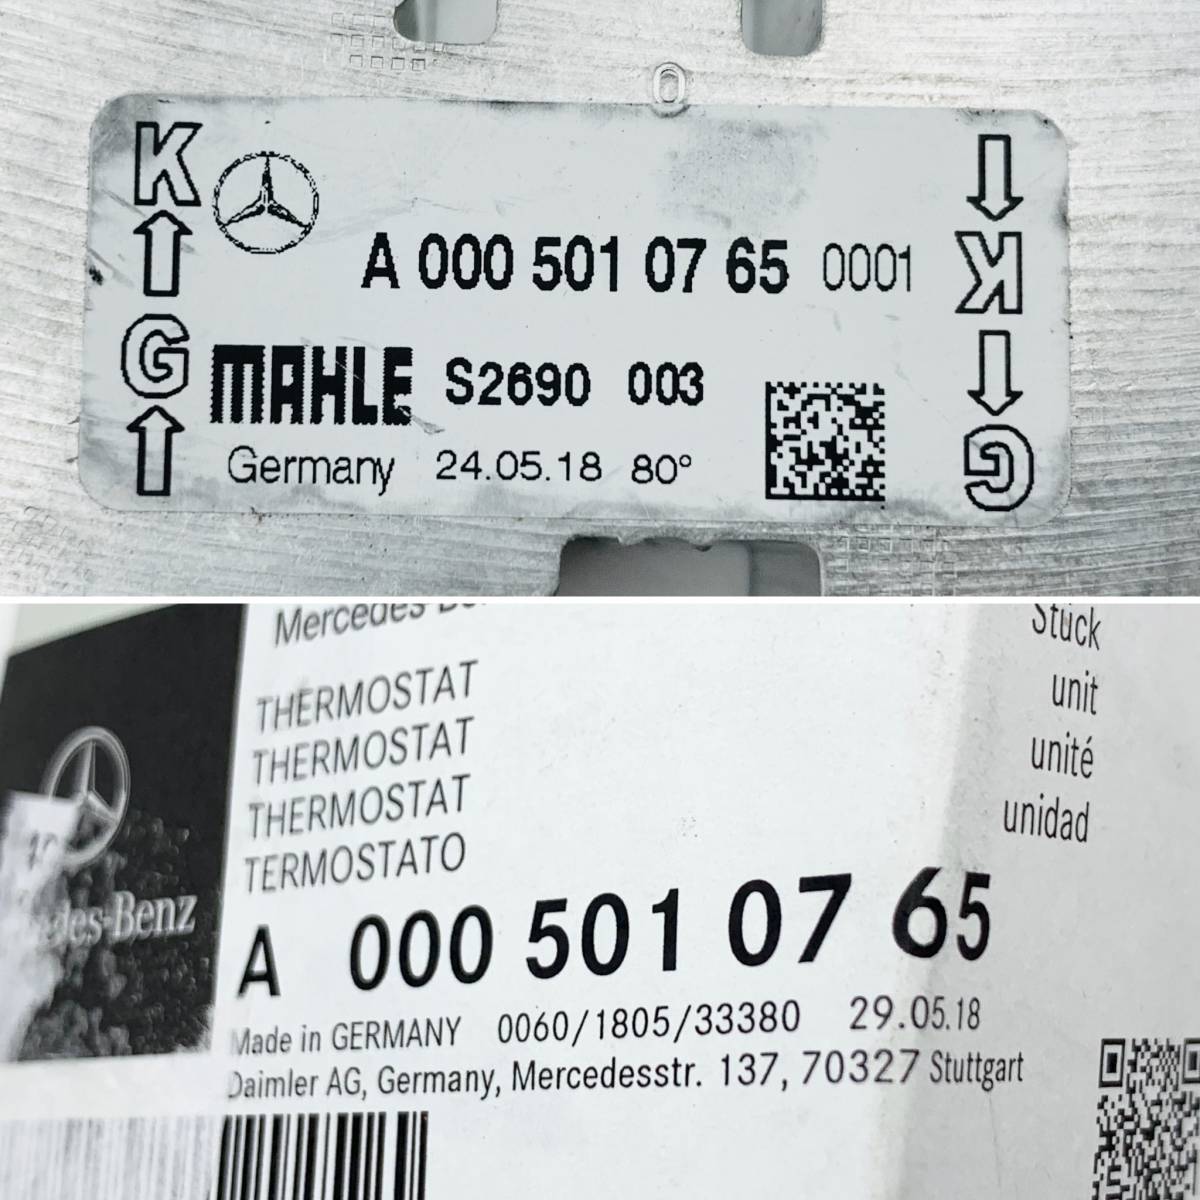 O
K
G
A 000 501 07 65 0001
MAHLE S2690 003
Germany 24.05.18 80°
K
G
Mercedes
THERMOSTAT
THERMOSTAT
THERMOSTAT
TERMOSTATO
Stück
unit
unité
unidad
des-Benz
A 000 501 07 65
Made in GERMANY 0060/1805/33380 29.05.18
Daimler AG, Germany, Mercedesstr. 137, 70327 Stuttgart